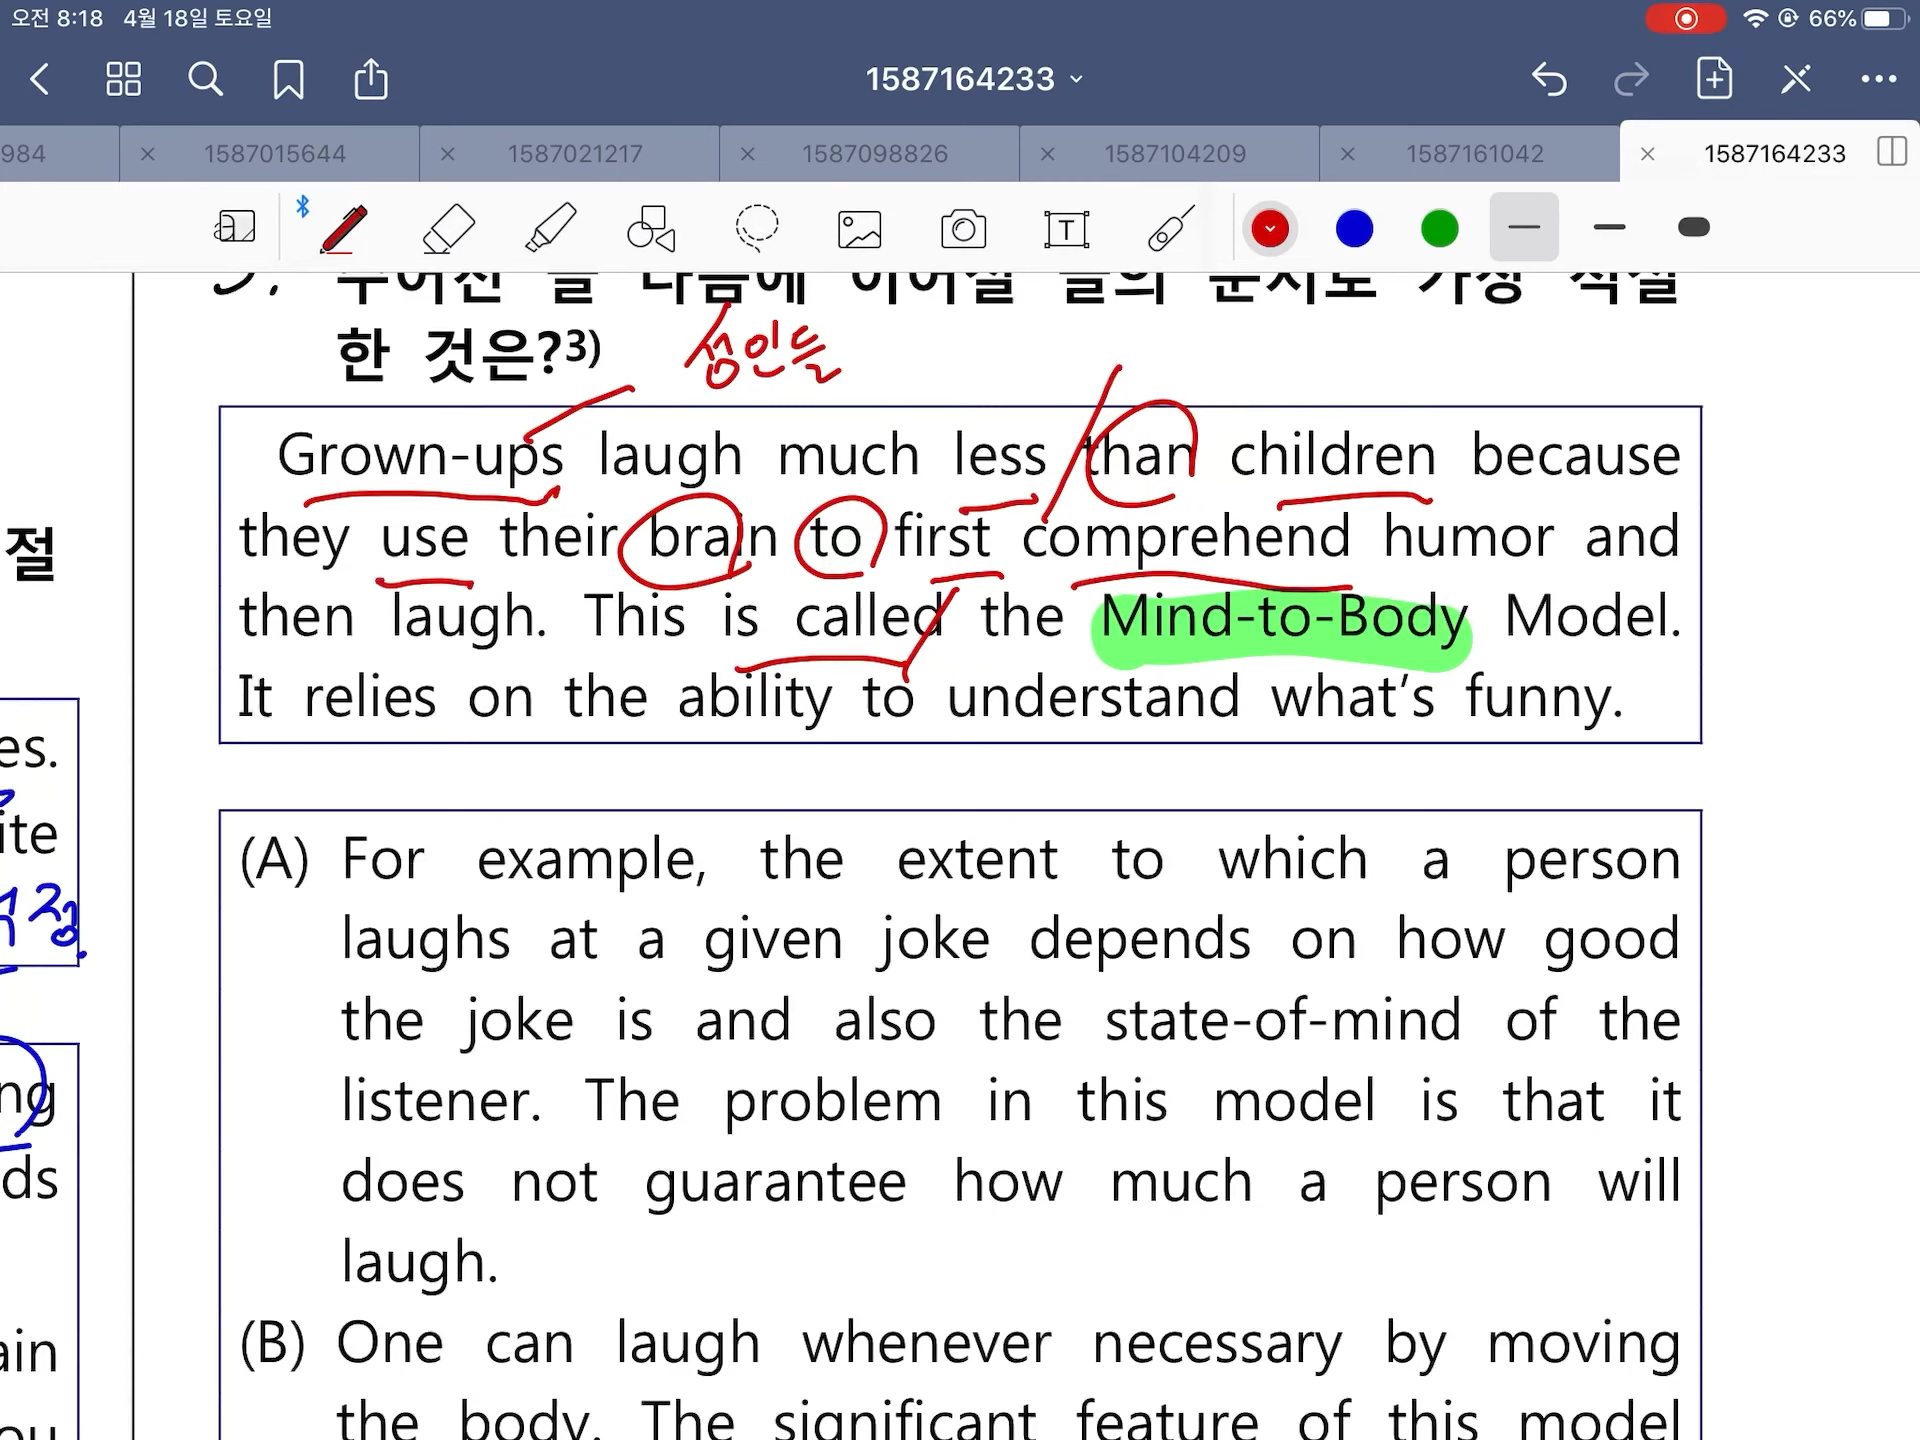 오전 8:18 4월 18일 토요일
66%
1587164233
984
1587015644
1587021217
1587098826
1587104209
1587161042
1587164233
한 것은?3)
성인들
Grown-ups laugh much less than children because
they use their brain to first comprehend humor and
then laugh. This is called the Mind-to-Body Model.
It relies on the ability to understand what's funny.
(A) For example, the extent to which a person
laughs at a given joke depends on how good
the joke is and also the state-of-mind of the
listener. The problem in this model is that it
does not guarantee how much a person will
laugh.
(B) One can laugh whenever necessary by moving
the body. The significant feature of this model
절
es.
ite
ng
ds
ain